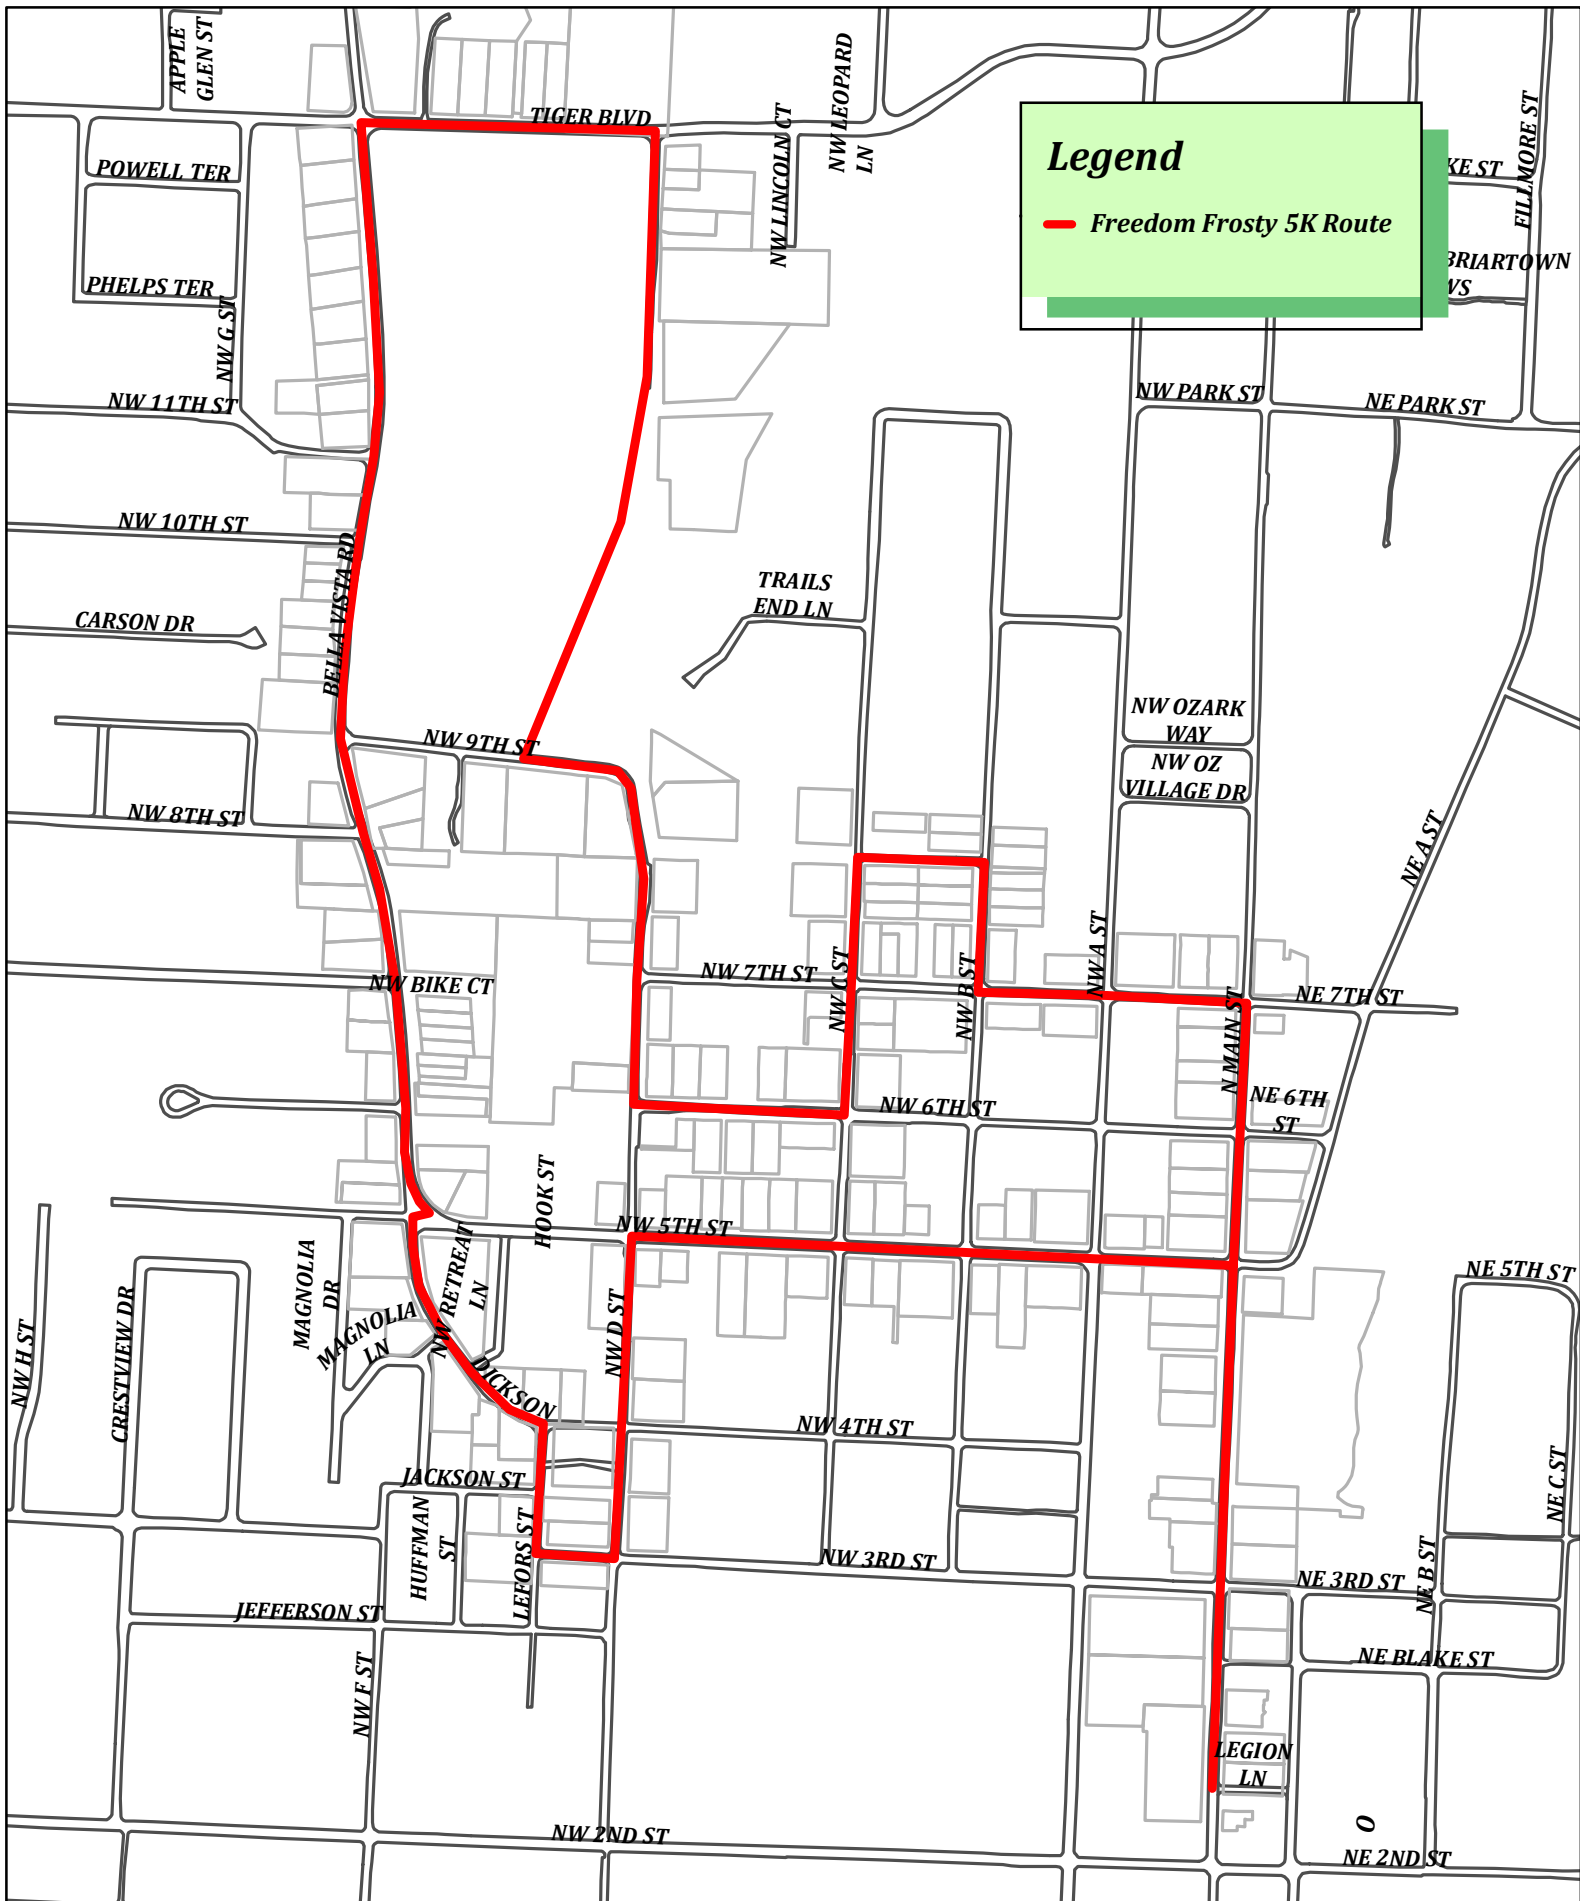 APPLE
GLEN ST
TIGER BLVD
NW LEOPARD
LN
NW LINCOLN CT
Legend
Freedom Frosty 5K Route
KE ST
FILLMORE ST
BRIARTOWN
WS
POWELL TER
PHELPS TER
NW G ST
NW 11TH ST
NW PARK ST
NE PARK ST
NW 10TH ST
BELLA VISTA RD
TRAILS
END LN
CARSON DR
NW 9TH ST
NW OZARK
WAY
NW OZ
VILLAGE DR
NW 8TH ST
NE A ST
NW 7TH ST
NW C ST
NW B ST
NW A ST
N MAIN ST
NE 7TH ST
NW BIKE CT
NW 6TH ST
NE 6TH
ST
HOOK ST
NW 5TH ST
NW RETREAT
LN
MAGNOLIA
DR
MAGNOLIA
LN
NW H ST
CRESTVIEW DR
NW D ST
DICKSON
NE 5TH ST
NW 4TH ST
JACKSON ST
HUFFMAN
ST
LEFORS ST
NE C ST
NE B ST
NW 3RD ST
NE 3RD ST
JEFFERSON ST
NW F ST
NE BLAKE ST
LEGION
LN
O
NW 2ND ST
NE 2ND ST